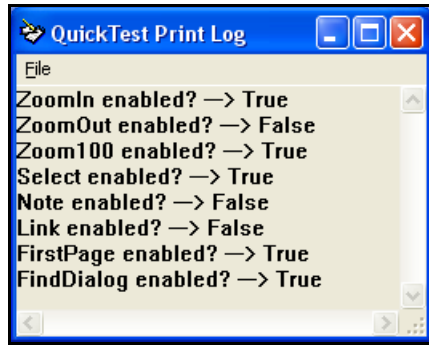 QuickTest Print Log
File
ZoomIn enabled? —> True
ZoomOut enabled? —> False
Zoom100 enabled? —> True
Select enabled? —> True
Note enabled? —> False
Link enabled? —> False
FirstPage enabled? —> True
FindDialog enabled? —> True